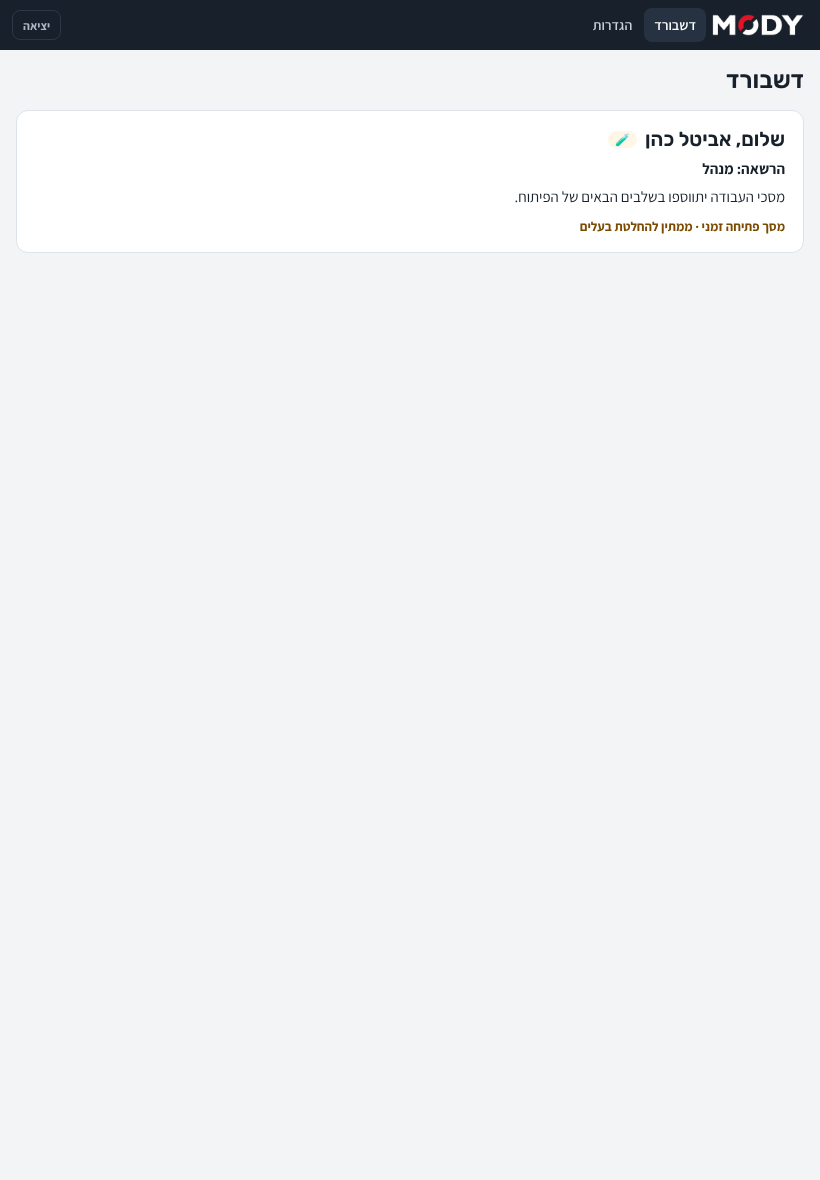 MODY
דשבורד
הגדרות
יציאה
דשבורד
שלום, אביטל כהן 🧪
הרשאה: מנהל
מסכי העבודה יתווספו בשלבים הבאים של הפיתוח.
מסך פתיחה זמני · ממתין להחלטת בעלים